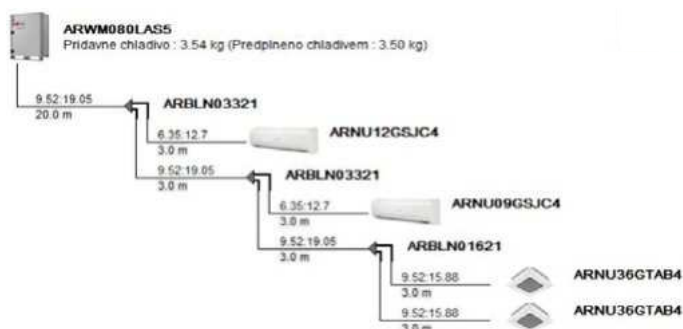 ARWM080LAS5
Pridavne chladivo : 3.54 kg (Predplneno chladivem : 3.50 kg)
9.52:19.05
20.0 m
ARBLN03321
6.35:12.7
3.0 m
ARNU12GSJC4
9.52:19.05
3.0 m
ARBLN03321
6.35:12.7
3.0 m
ARNU09GSJC4
9.52:19.05
3.0 m
ARBLN01621
9.52:15.88
3.0 m
ARNU36GTAB4
9.52:15.88
3.0 m
ARNU36GTAB4